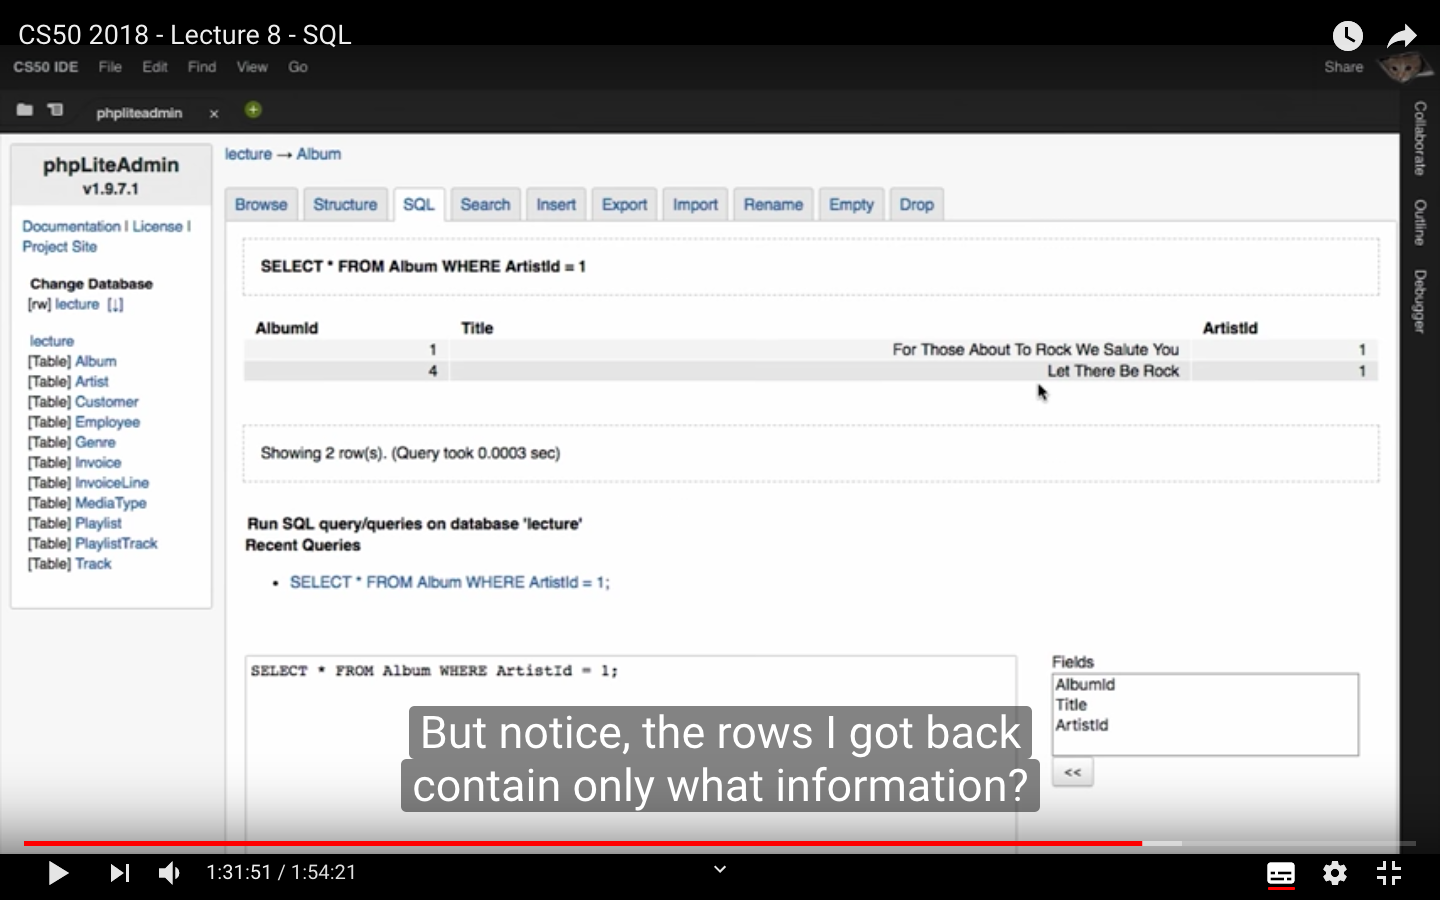 CS50 2018 - Lecture 8 - SQL
CS50 IDE File Edit Find View Go
Share
phpliteadmin ×
Collaborate
Outline
Debugger
phpLiteAdmin
v1.9.7.1
Documentation | License |
Project Site
Change Database
[rw] lecture [↓]
lecture
[Table] Album
[Table] Artist
[Table] Customer
[Table] Employee
[Table] Genre
[Table] Invoice
[Table] InvoiceLine
[Table] MediaType
[Table] Playlist
[Table] PlaylistTrack
[Table] Track
lecture → Album
Browse Structure SQL Search Insert Export Import Rename Empty Drop
SELECT * FROM Album WHERE ArtistId = 1
AlbumId Title ArtistId
1 For Those About To Rock We Salute You 1
4 Let There Be Rock 1
Showing 2 row(s). (Query took 0.0003 sec)
Run SQL query/queries on database 'lecture'
Recent Queries
• SELECT * FROM Album WHERE ArtistId = 1;
SELECT * FROM Album WHERE ArtistId = 1;
Fields
AlbumId
Title
ArtistId
<<
But notice, the rows I got back
contain only what information?
1:31:51 / 1:54:21